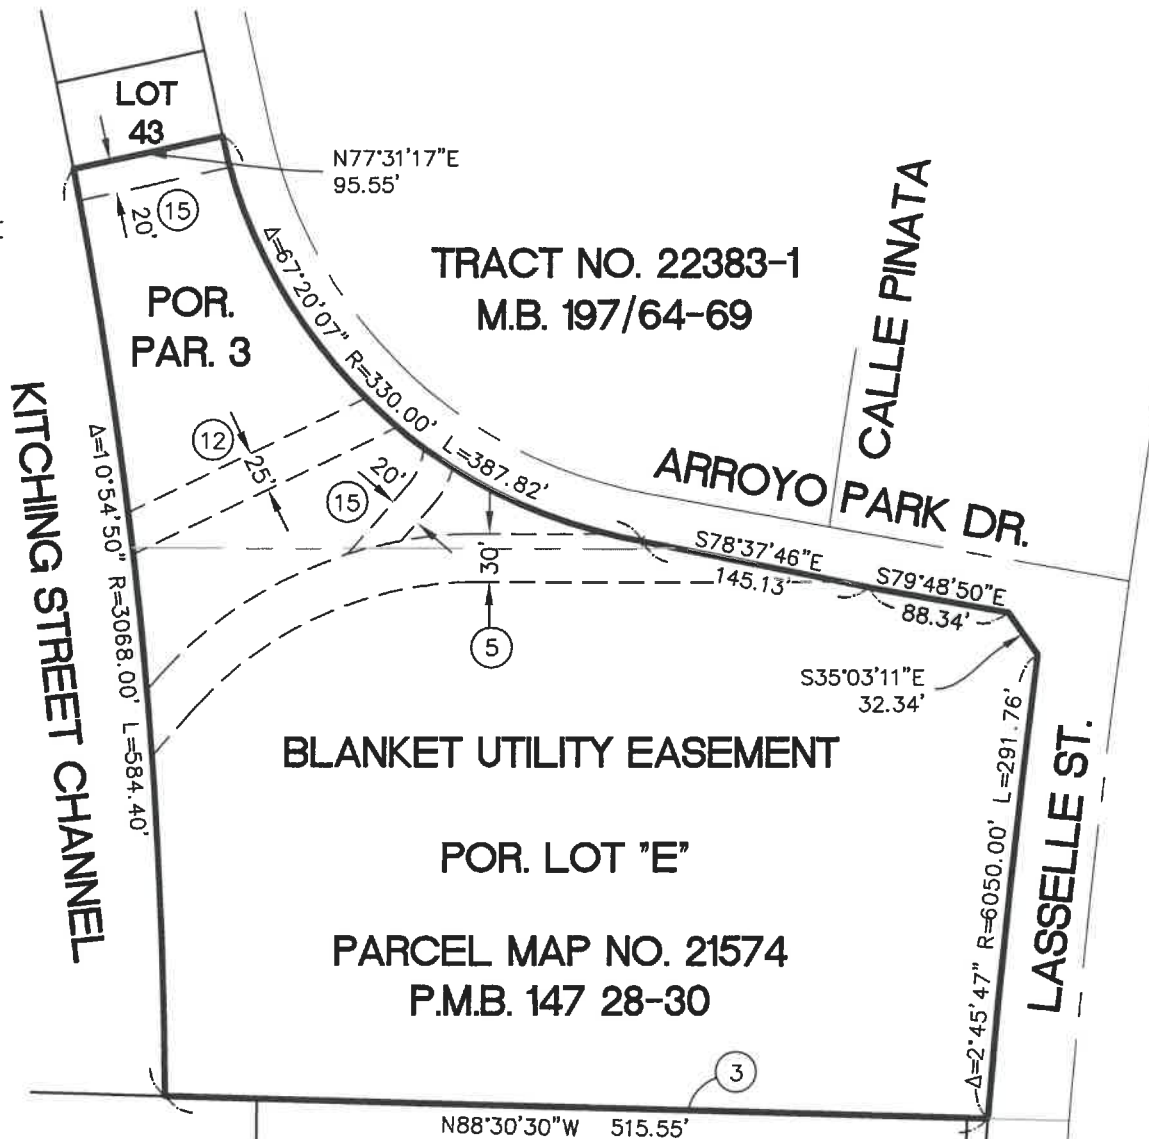 LOT
43
N77°31'17"E
95.55'
15
20'
TRACT NO. 22383-1
M.B. 197/64-69
CALLE PINATA
POR.
PAR. 3
Δ=67°20'07" R=330.00' L=387.82'
KITCHING STREET CHANNEL
Δ=10°54'50" R=3068.00' L=584.40'
12
25'
15
20'
ARROYO PARK DR.
30'
S78°37'46"E
145.13'
S79°48'50"E
88.34'
5
S35°03'11"E
32.34'
BLANKET UTILITY EASEMENT
POR. LOT "E"
PARCEL MAP NO. 21574
P.M.B. 147 28-30
Δ=2°45'47" R=6050.00' L=291.76'
LASSELLE ST.
3
N88°30'30"W 515.55'